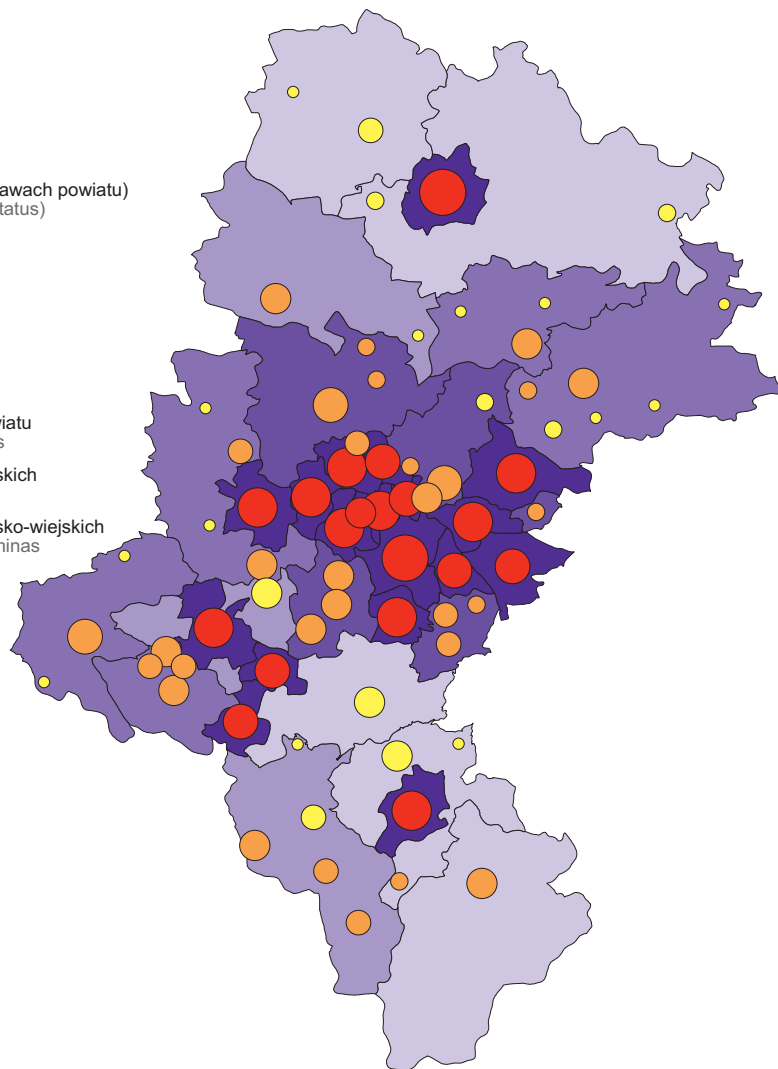 awach powiatu)
tatus)
wiatu
s
skich
sko-wiejskich
minas